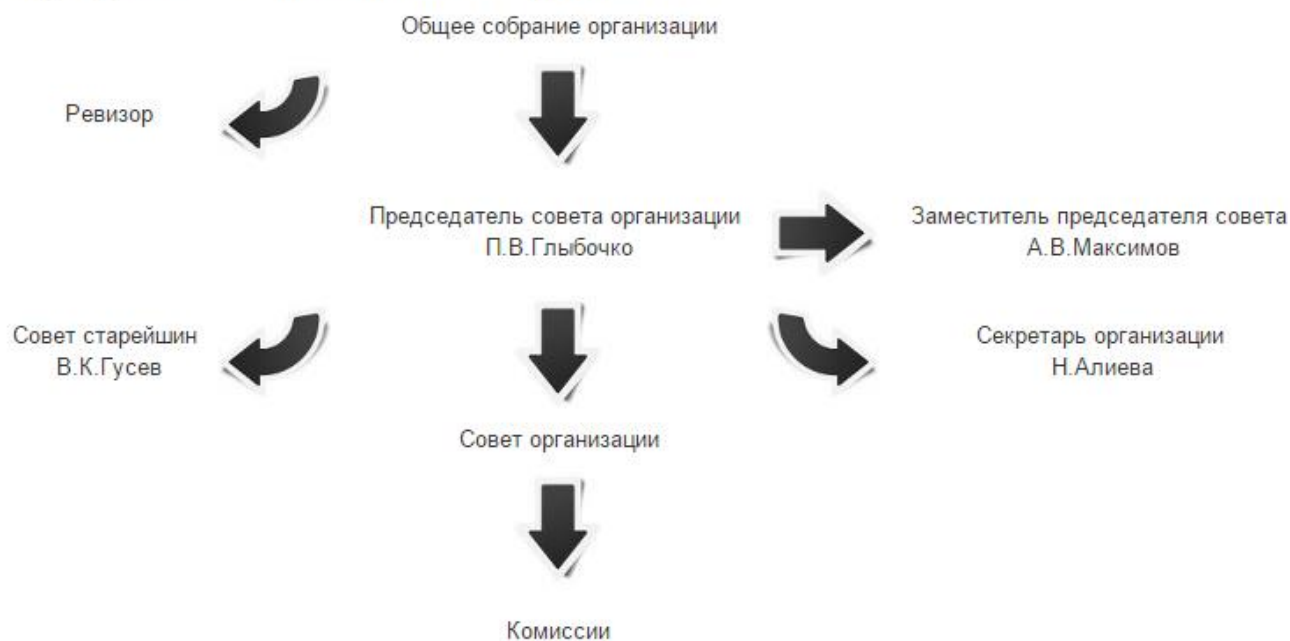 Общее собрание организации
Ревизор
Председатель совета организации
П.В.Глыбочко
Заместитель председателя совета
А.В.Максимов
Совет старейшин
В.К.Гусев
Секретарь организации
Н.Алиева
Совет организации
Комиссии